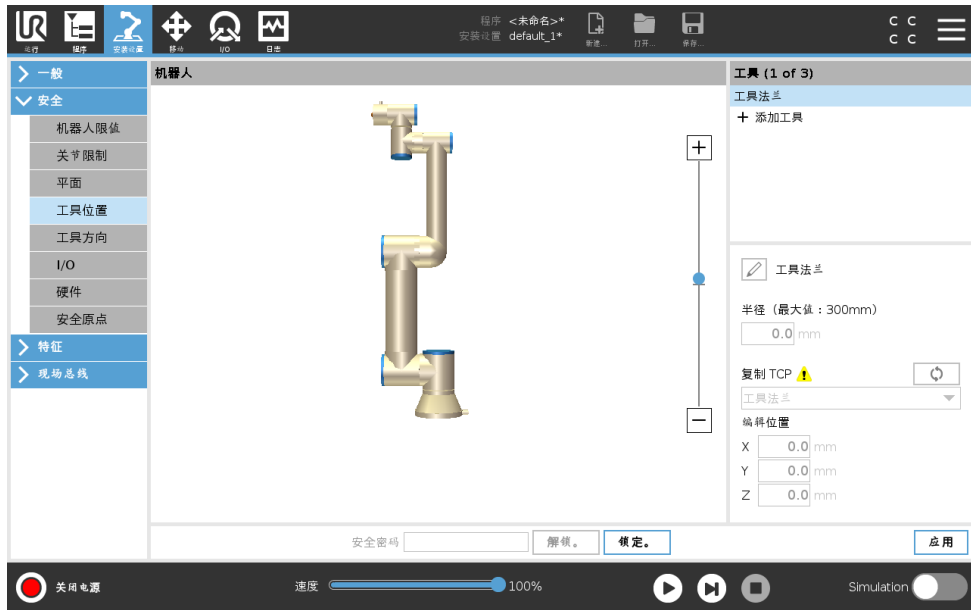 程序 <未命名>*
安装设置 default_1*
运行 程序 安装设置 移动 I/O 日志 新建... 打开... 保存...
C C
C C
一般
安全
机器人限值
关节限制
平面
工具位置
工具方向
I/O
硬件
安全原点
特征
现场总线
机器人
工具 (1 of 3)
工具法兰
添加工具
工具法兰
半径（最大值：300mm）
0.0 mm
复制 TCP
工具法兰
编辑位置
X 0.0 mm
Y 0.0 mm
Z 0.0 mm
安全密码 解锁。 锁定。 应用
关闭电源 速度 100% Simulation